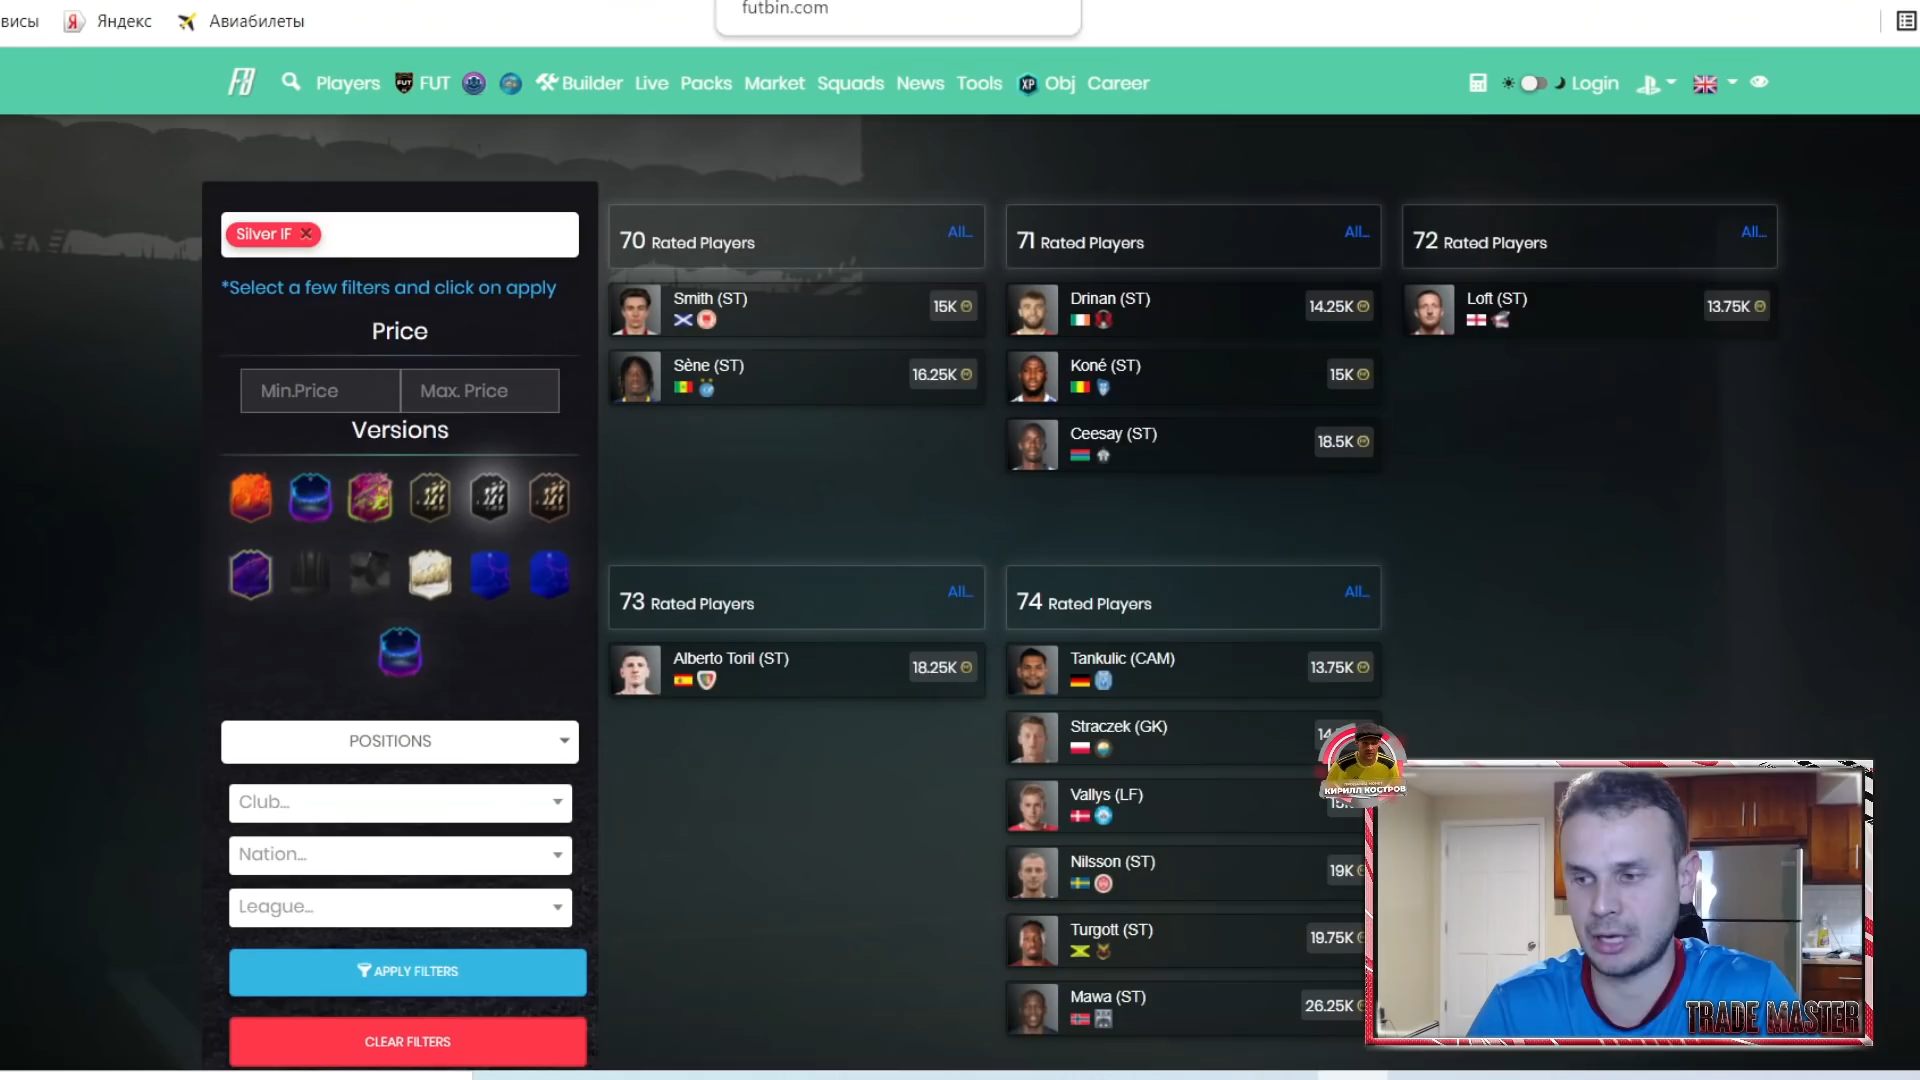 висы Яндекс Авиабилеты
futbin.com
FB Players FUT Builder Live Packs Market Squads News Tools XP Obj Career Login
Silver IF ×
*Select a few filters and click on apply
Price
Min.Price Max. Price
Versions
POSITIONS
Club...
Nation...
League...
APPLY FILTERS
CLEAR FILTERS
70 Rated Players All...
Smith (ST) 15K
Sène (ST) 16.25K
71 Rated Players All...
Drinan (ST) 14.25K
Koné (ST) 15K
Ceesay (ST) 18.5K
72 Rated Players All...
Loft (ST) 13.75K
73 Rated Players All...
Alberto Toril (ST) 18.25K
74 Rated Players All...
Tankulic (CAM) 13.75K
Straczek (GK) 14
Vallys (LF)
Nilsson (ST) 19K
Turgott (ST) 19.75K
Mawa (ST) 26.25K
КИРИЛЛ КОСТРОВ
TRADE MASTER